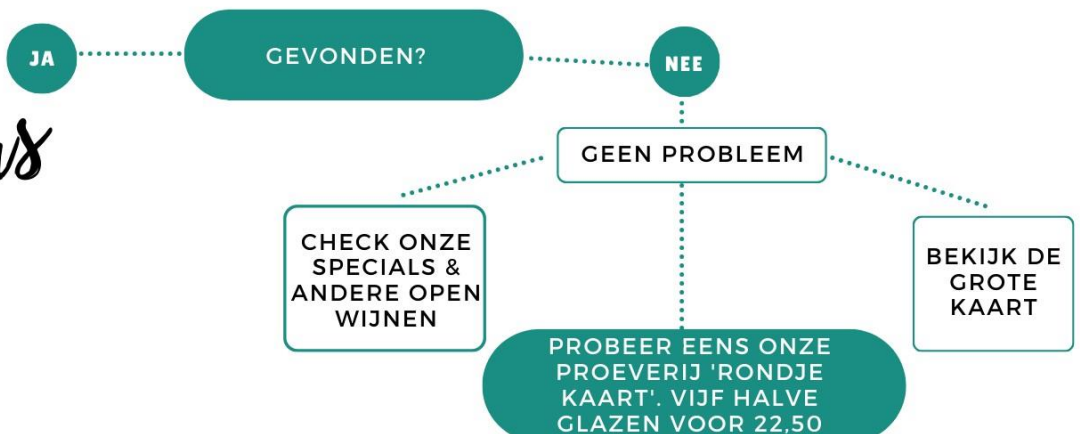 JA
GEVONDEN?
NEE
GEEN PROBLEEM
CHECK ONZE
SPECIALS &
ANDERE OPEN
WIJNEN
BEKIJK DE
GROTE
KAART
PROBEER EENS ONZE
PROEVERIJ 'RONDJE
KAART'. VIJF HALVE
GLAZEN VOOR 22,50